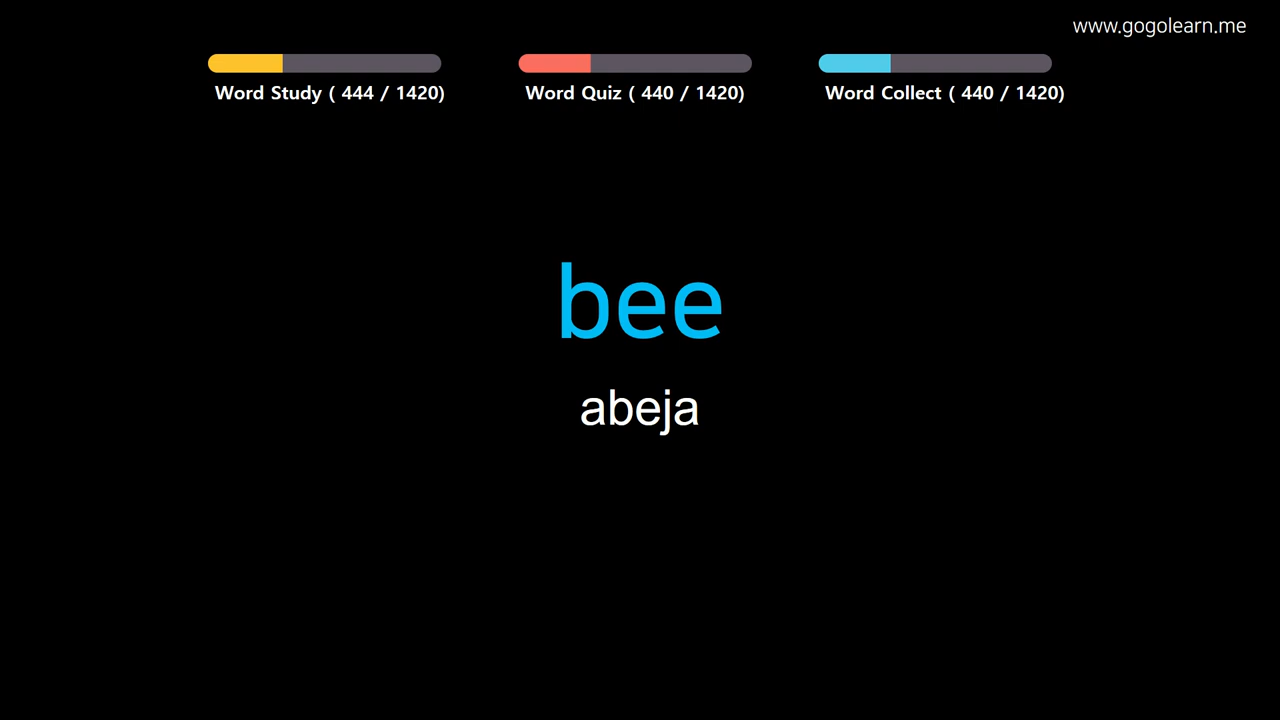 www.gogolearn.me
Word Study ( 444 / 1420)
Word Quiz ( 440 / 1420)
Word Collect ( 440 / 1420)
bee
abeja